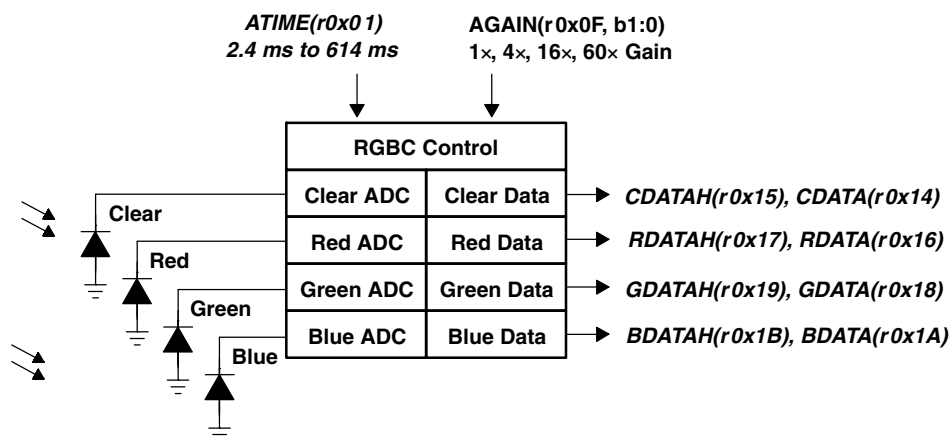 ATIME(r0x01)
2.4 ms to 614 ms
AGAIN(r0x0F, b1:0)
1×, 4×, 16×, 60× Gain
RGBC Control
Clear ADC
Clear Data
CDATAH(r0x15), CDATA(r0x14)
Clear
Red ADC
Red Data
RDATAH(r0x17), RDATA(r0x16)
Red
Green ADC
Green Data
GDATAH(r0x19), GDATA(r0x18)
Green
Blue ADC
Blue Data
BDATAH(r0x1B), BDATA(r0x1A)
Blue